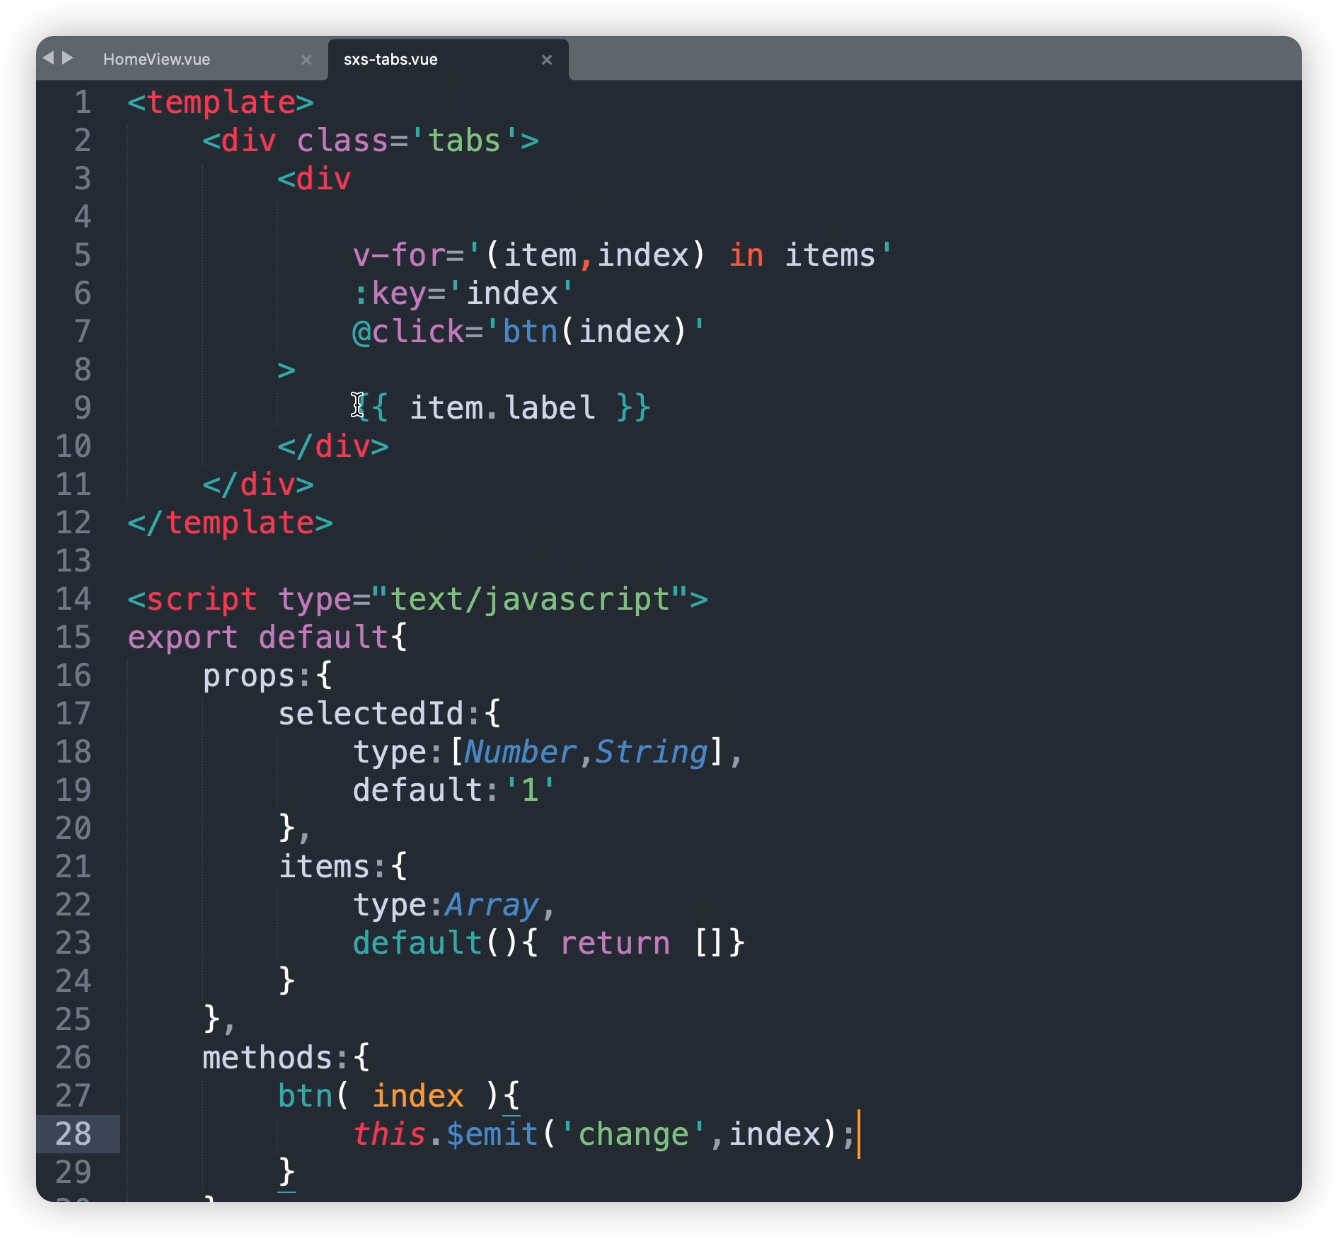 HomeView.vue × sxs-tabs.vue ×
1 <template>
2 <div class='tabs'>
3 <div
4
5 v-for='(item,index) in items'
6 :key='index'
7 @click='btn(index)'
8 >
9 {{ item.label }}
10 </div>
11 </div>
12 </template>
13
14 <script type="text/javascript">
15 export default{
16 props:{
17 selectedId:{
18 type:[Number,String],
19 default:'1'
20 },
21 items:{
22 type:Array,
23 default(){ return []}
24 }
25 },
26 methods:{
27 btn( index ){
28 this.$emit('change',index);
29 }